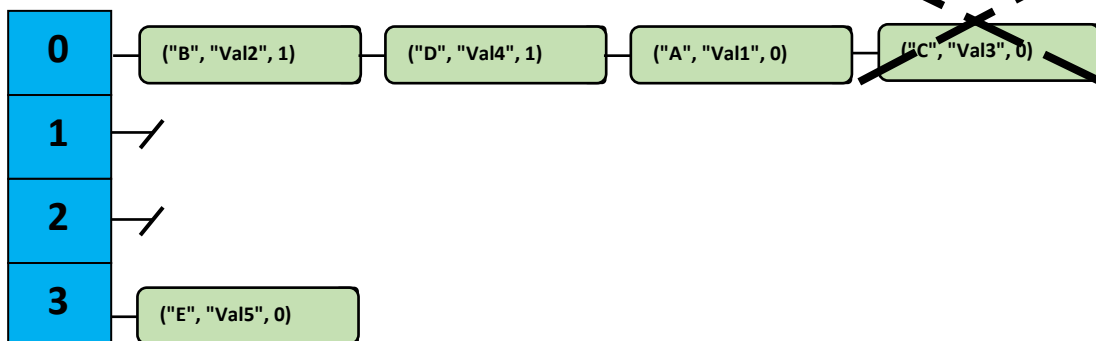 0 ("B", "Val2", 1) ("D", "Val4", 1) ("A", "Val1", 0) ("C", "Val3", 0)
1
2
3 ("E", "Val5", 0)